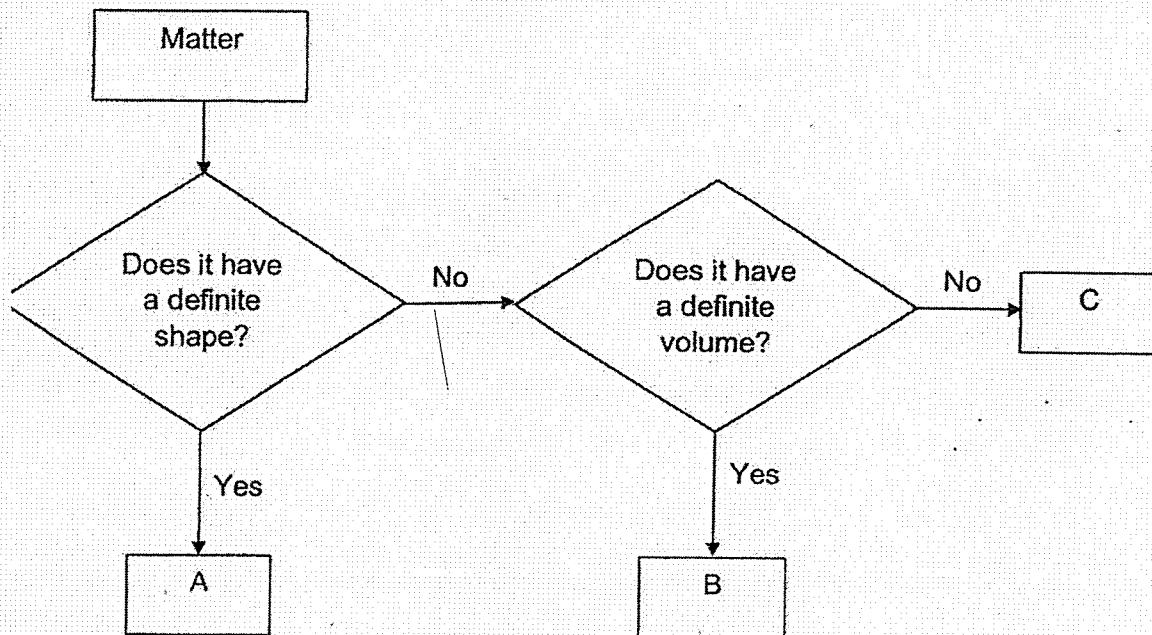 Matter
Does it have
a definite
shape?
No
Does it have
a definite
volume?
No
C
Yes
Yes
A
B